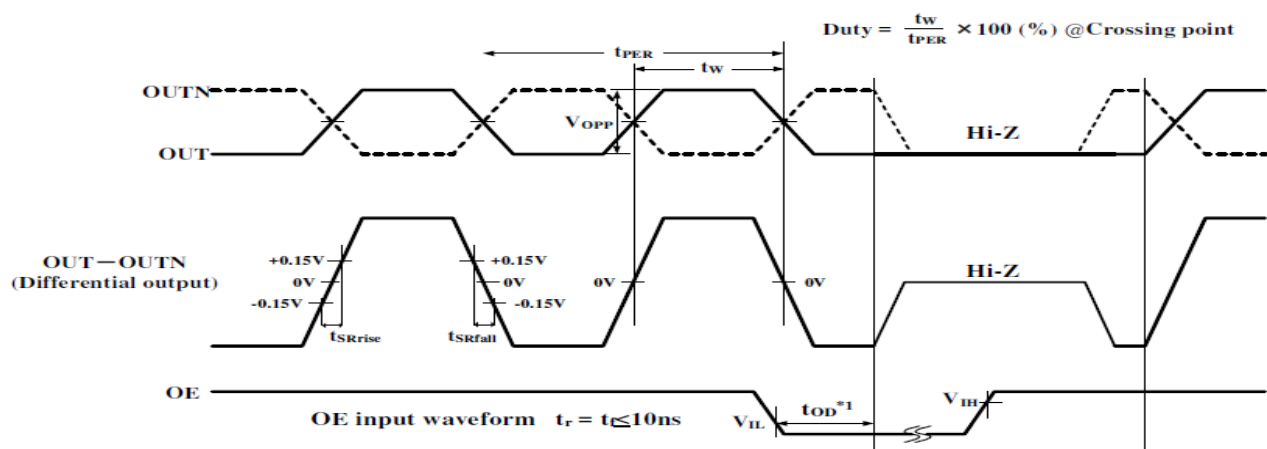 Duty = tW / tPER × 100 (%) @Crossing point
tPER
tW
OUTN
VOPP
OUT
Hi-Z
OUT−OUTN
(Differential output)
+0.15V
0V
-0.15V
tSRrise
+0.15V
0V
-0.15V
tSRfall
0V
0V
Hi-Z
OE
OE input waveform tr = tf≤10ns
VIL
tOD*1
VIH